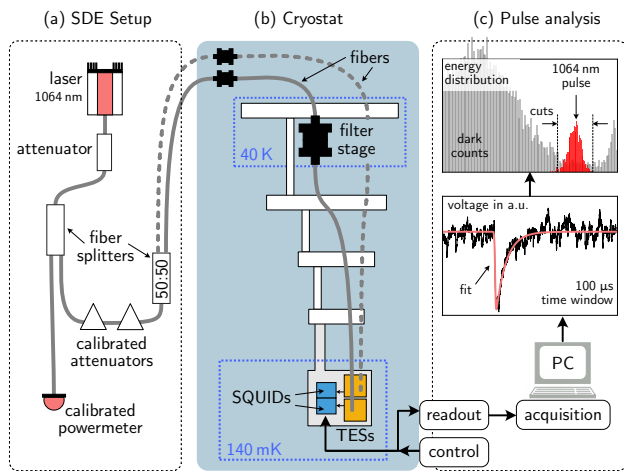 (a) SDE Setup
laser
1064 nm
attenuator
fiber
splitters
50:50
calibrated
attenuators
calibrated
powermeter
(b) Cryostat
fibers
filter
stage
40 K
SQUIDs
TESs
140 mK
(c) Pulse analysis
energy
distribution
1064 nm
pulse
cuts
dark
counts
voltage in a.u.
fit
100 µs
time window
PC
readout
acquisition
control